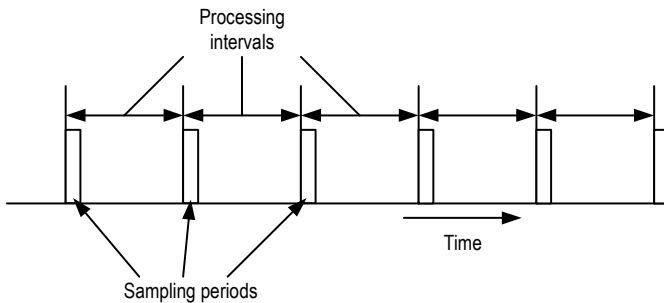 Processing
intervals
Time
Sampling periods